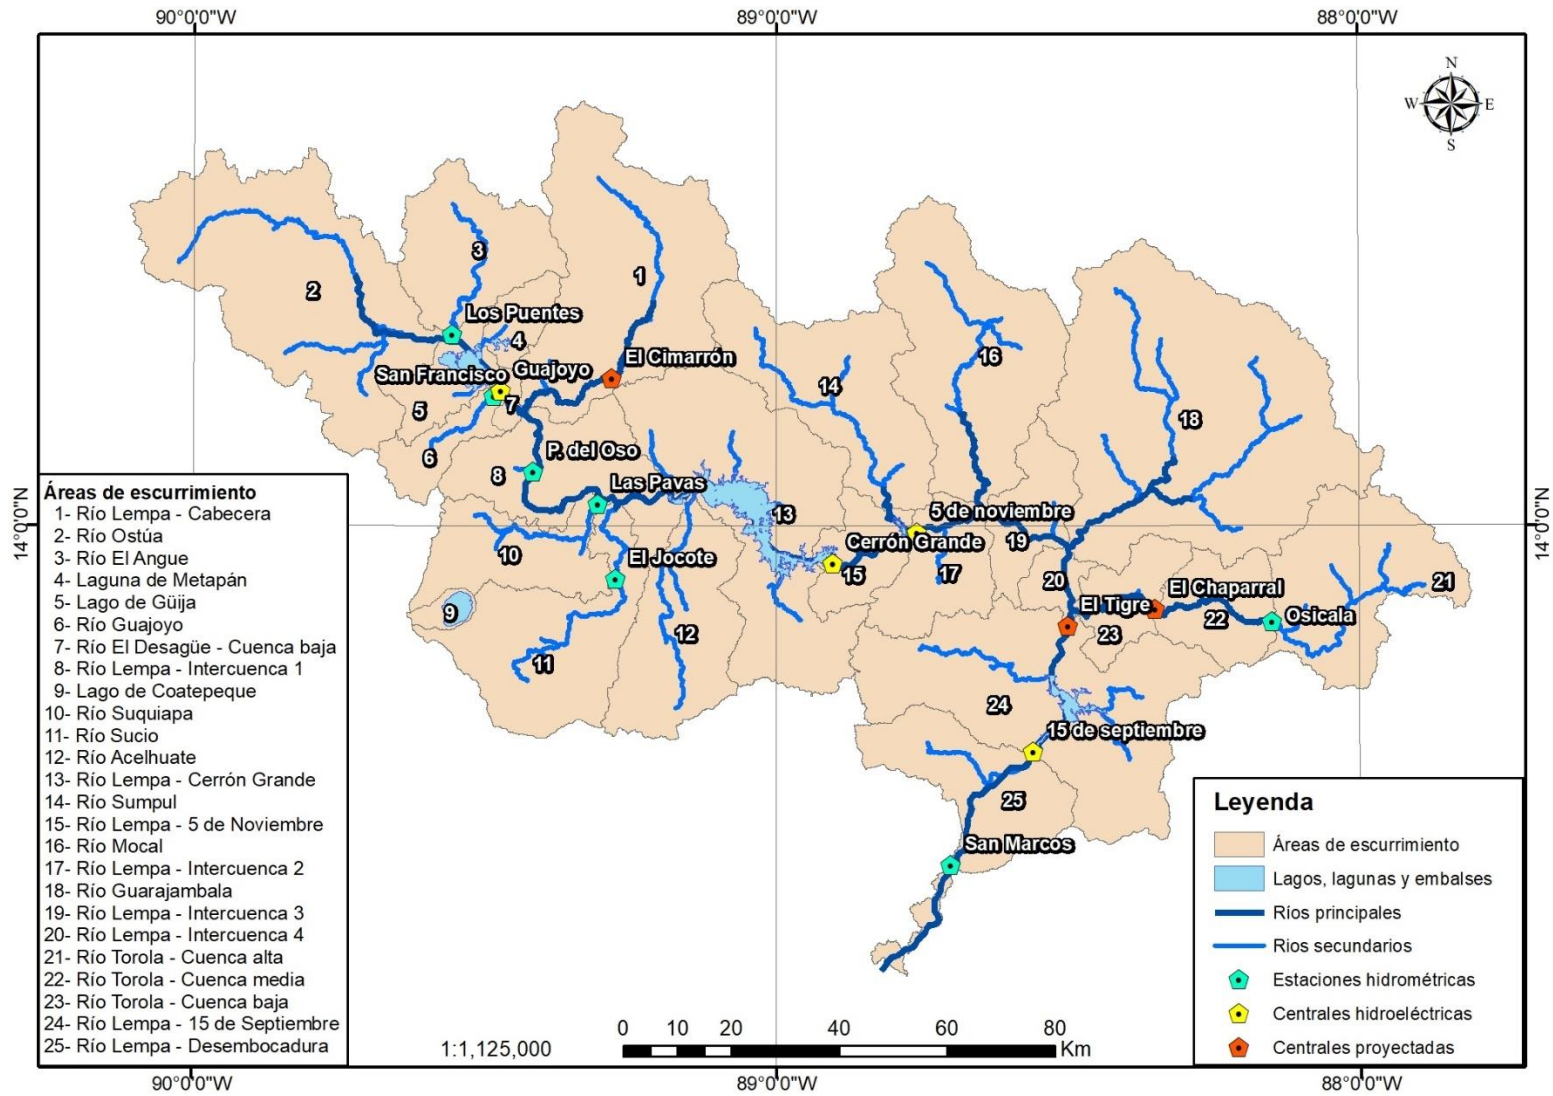 90°0'0"W
89°0'0"W
88°0'0"W
N
W
E
S
14°0'0"N
14°0'0"N
1
2
3
Los Puentes
4
El Cimarrón
Guajoyo
San Francisco
16
14
5
7
18
6
P. del Oso
8
Las Pavas
13
5 de noviembre
Cerrón Grande
19
10
El Jocote
15
17
20
El Chaparral
21
9
El Tigre
22
Osicala
12
23
11
24
15 de septiembre
25
San Marcos
Áreas de escurrimiento
1- Río Lempa - Cabecera
2- Río Ostúa
3- Río El Angue
4- Laguna de Metapán
5- Lago de Güija
6- Río Guajoyo
7- Río El Desagüe - Cuenca baja
8- Río Lempa - Intercuenca 1
9- Lago de Coatepeque
10- Río Suquiapa
11- Río Sucio
12- Río Acelhuate
13- Río Lempa - Cerrón Grande
14- Río Sumpul
15- Río Lempa - 5 de Noviembre
16- Río Mocal
17- Río Lempa - Intercuenca 2
18- Río Guarajambala
19- Río Lempa - Intercuenca 3
20- Río Lempa - Intercuenca 4
21- Río Torola - Cuenca alta
22- Río Torola - Cuenca media
23- Río Torola - Cuenca baja
24- Río Lempa - 15 de Septiembre
25- Río Lempa - Desembocadura
1:1,125,000
0 10 20 40 60 80
Km
Leyenda
Áreas de escurrimiento
Lagos, lagunas y embalses
Ríos principales
Rios secundarios
Estaciones hidrométricas
Centrales hidroeléctricas
Centrales proyectadas
90°0'0"W
89°0'0"W
88°0'0"W